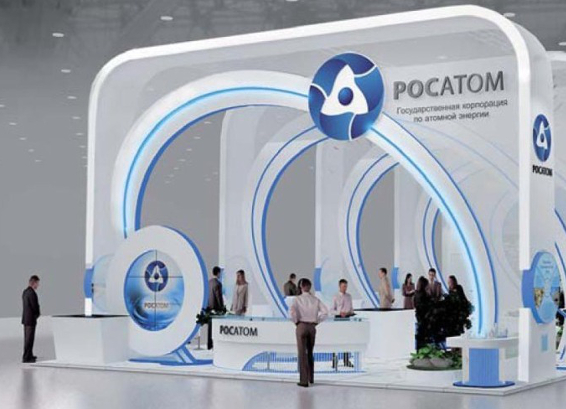 РОСАТОМ
Государственная корпорация
по атомной энергии
РОСАТОМ
РОСАТОМ
РОСАТОМ